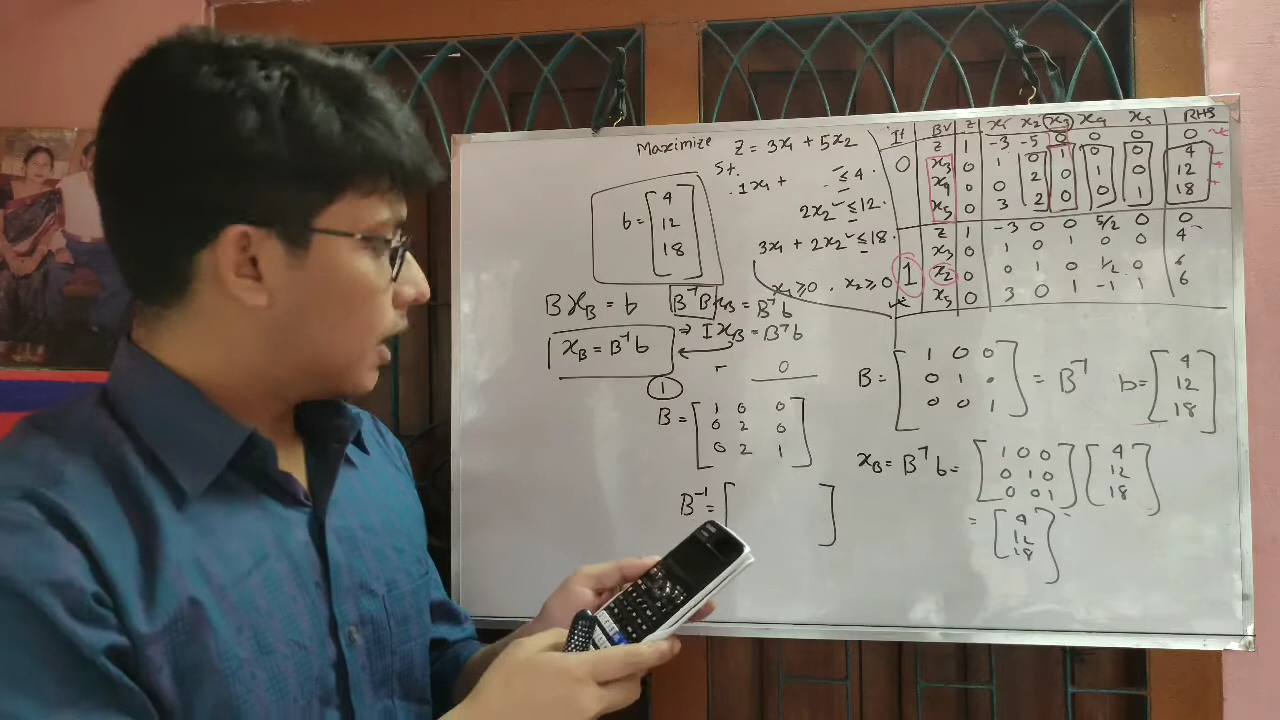 Maximize Z = 3x₁ + 5x₂
St.
1x₁ + ≤ 4.
2x₂ ≤ 12.
3x₁ + 2x₂ ≤ 18.
x₁ ≥ 0 . x₂ ≥ 0
b = [4
12
18]
B x_B = b
B⁻¹B x_B = B⁻¹b
⇒ I x_B = B⁻¹b
x_B = B⁻¹b
0
1
B = [1 0 0
0 2 0
0 2 1]
B⁻¹ = [ ]
It BV Z x₁ x₂ x₃ x₄ x₅ RHS
Z 1 -3 -5 0 0 0 0
0 x₃ 0 1 0 1 0 0 4
x₄ 0 0 2 0 1 0 12
x₅ 0 3 2 0 0 1 18
Z 1 -3 0 0 5/2 0 0
x₃ 0 1 0 1 0 0 4
1 x₂ 0 0 1 0 1/2 0 6
x₅ 0 3 0 1 -1 1 6
B = [1 0 0
0 1 .
0 0 1] = B⁻¹
b = [4
12
18]
x_B = B⁻¹ b = [1 0 0
0 1 0
0 0 1] [4
12
18]
= [4
12
18]